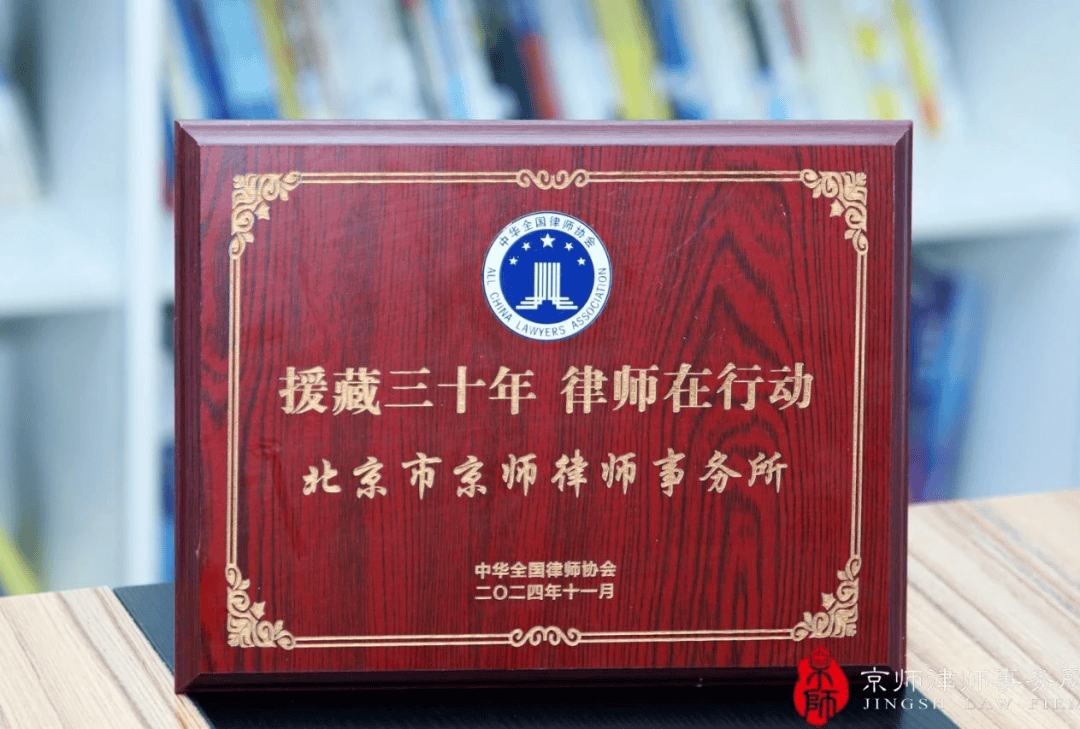 中华全国律师协会
ALL CHINA LAWYERS ASSOCIATION
援藏三十年 律师在行动
北京市京师律师事务所
中华全国律师协会
二〇二四年十一月
京師
京师律师事务所
JINGSH LAW FIRM